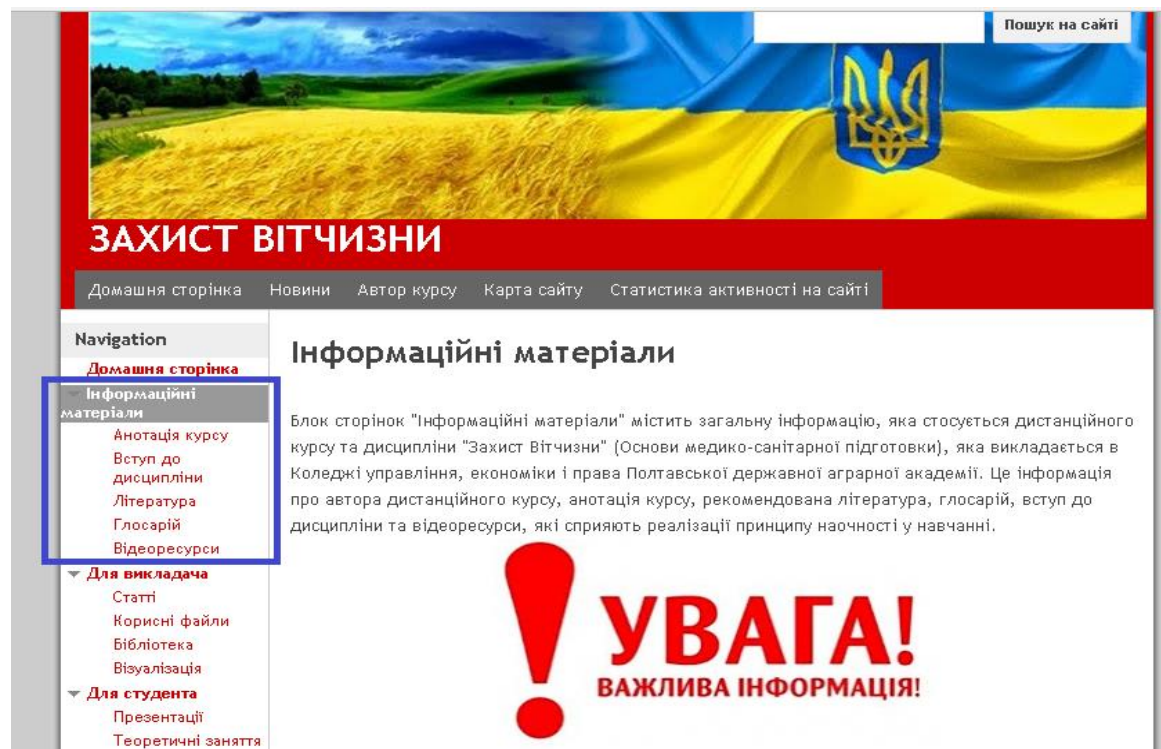 Пошук на сайті
ЗАХИСТ ВІТЧИЗНИ
Домашня сторінка Новини Автор курсу Карта сайту Статистика активності на сайті
Navigation
Домашня сторінка
Інформаційні
матеріали
Анотація курсу
Вступ до
дисципліни
Література
Глосарій
Відеоресурси
Для викладача
Статті
Корисні файли
Бібліотека
Візуалізація
Для студента
Презентації
Теоретичні заняття
Інформаційні матеріали
Блок сторінок "Інформаційні матеріали" містить загальну інформацію, яка стосується дистанційного
курсу та дисципліни "Захист Вітчизни" (Основи медико-санітарної підготовки), яка викладається в
Коледжі управління, економіки і права Полтавської державної аграрної академії. Це інформація
про автора дистанційного курсу, анотація курсу, рекомендована література, глосарій, вступ до
дисципліни та відеоресурси, які сприяють реалізації принципу наочності у навчанні.
УВАГА!
ВАЖЛИВА ІНФОРМАЦІЯ!